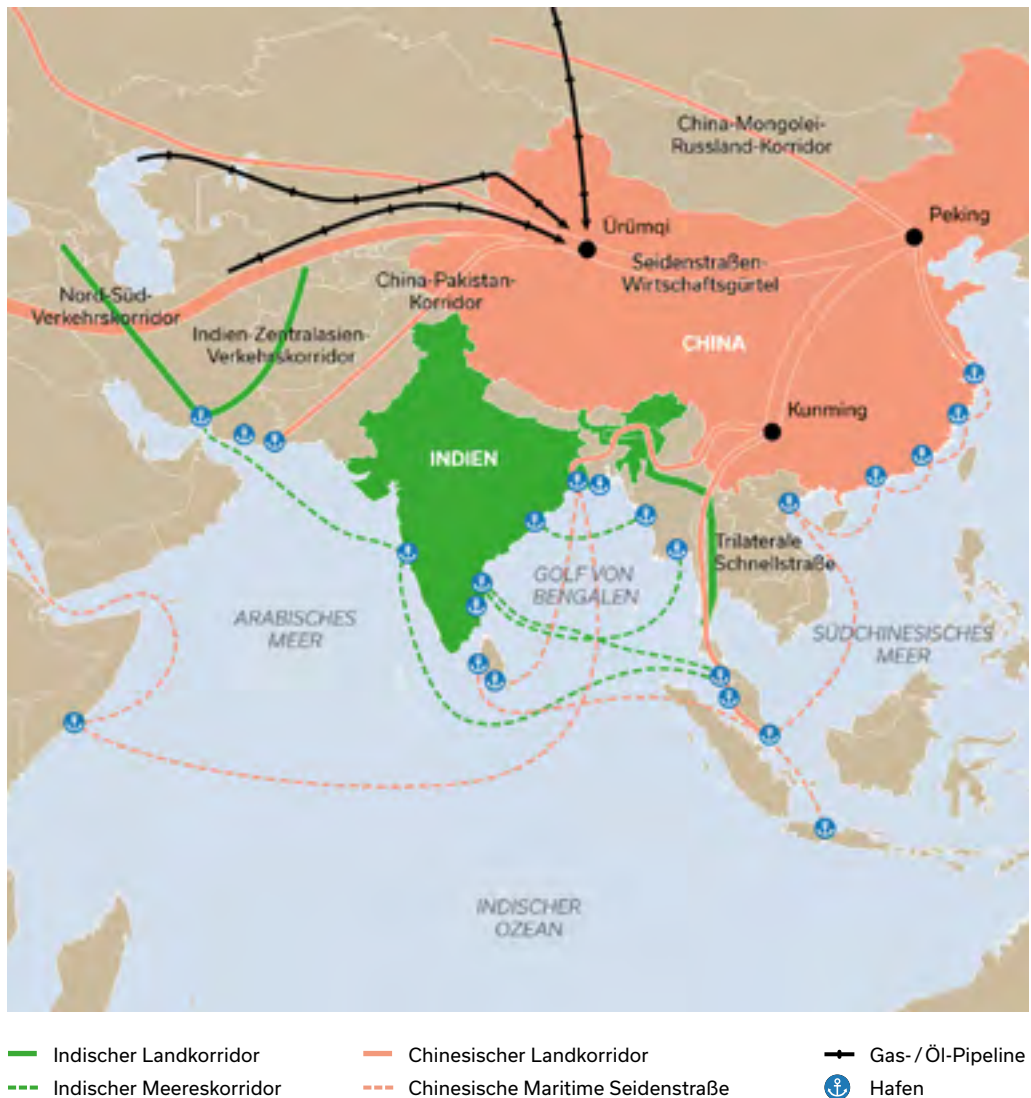 China-Mongolei-
Russland-Korridor
Peking
Ürümqi
Seidenstraßen-
Wirtschaftsgürtel
China-Pakistan-
Korridor
Nord-Süd-
Verkehrskorridor
Indien-Zentralasien-
Verkehrskorridor
CHINA
Kunming
INDIEN
Trilaterale
Schnellstraße
GOLF VON
BENGALEN
ARABISCHES
MEER
SÜDCHINESISCHES
MEER
INDISCHER
OZEAN
Indischer Landkorridor
Chinesischer Landkorridor
Gas- / Öl-Pipeline
Indischer Meereskorridor
Chinesische Maritime Seidenstraße
Hafen